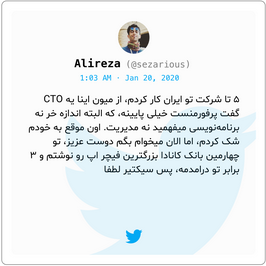 Alireza (@sezarious)
1:03 AM · Jan 20, 2020
۵ تا شرکت تو ایران کار کردم، از میون اینا یه CTO
گفت پرفورمنست خیلی پایینه، که البته اندازه خر نه
برنامه‌نویسی میفهمید نه مدیریت. اون موقع به خودم
شک کردم، اما الان میخوام بگم دوست عزیز، تو
چهارمین بانک کانادا بزرگترین فیچر اپ رو نوشتم و ۳
برابر تو درامدمه، پس سیکتیر لطفا